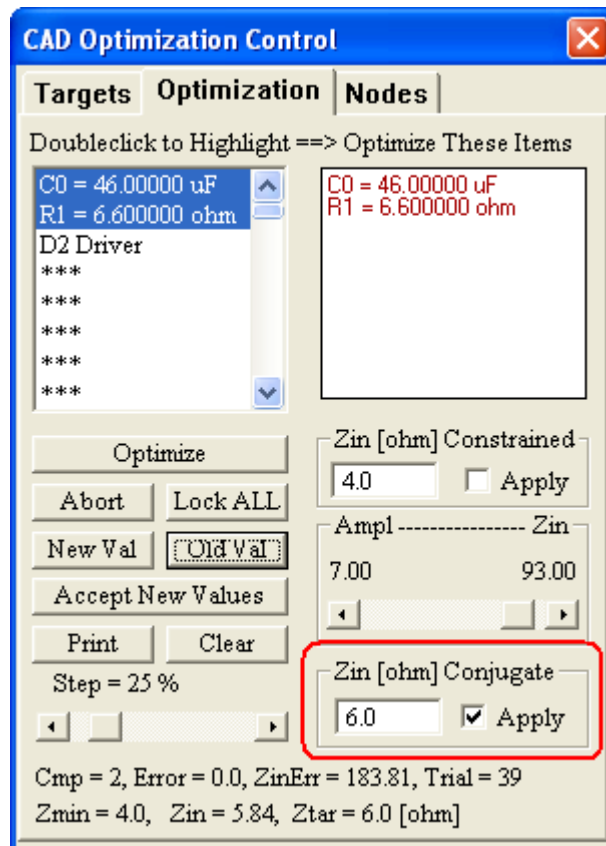 CAD Optimization Control
Targets Optimization Nodes
Doubleclick to Highlight ==> Optimize These Items
C0 = 46.00000 uF
R1 = 6.600000 ohm
D2 Driver
***
***
***
***
***
C0 = 46.00000 uF
R1 = 6.600000 ohm
Optimize
Abort Lock ALL
New Val Old Val
Accept New Values
Print Clear
Step = 25 %
Zin [ohm] Constrained
4.0 Apply
Ampl ---------------- Zin
7.00 93.00
Zin [ohm] Conjugate
6.0 Apply
Cmp = 2, Error = 0.0, ZinErr = 183.81, Trial = 39
Zmin = 4.0, Zin = 5.84, Ztar = 6.0 [ohm]